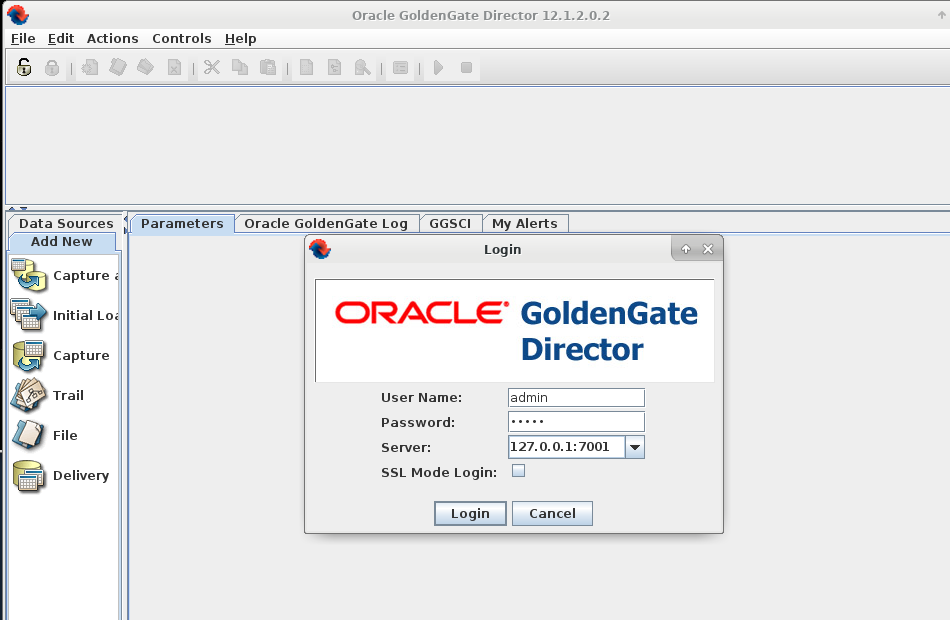 Oracle GoldenGate Director 12.1.2.0.2
File Edit Actions Controls Help
Data Sources
Add New
Capture a
Initial Loa
Capture
Trail
File
Delivery
Parameters Oracle GoldenGate Log GGSCI My Alerts
Login
ORACLE GoldenGate
Director
User Name: admin
Password: •••••
Server: 127.0.0.1:7001
SSL Mode Login:
Login Cancel